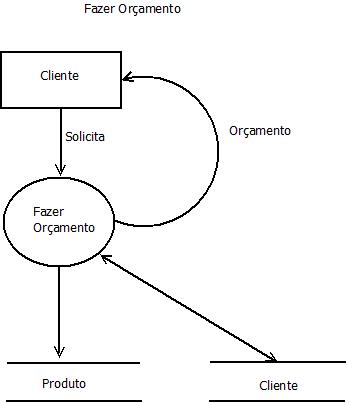 Fazer Orçamento
Cliente
Solicita
Orçamento
Fazer
Orçamento
Produto
Cliente